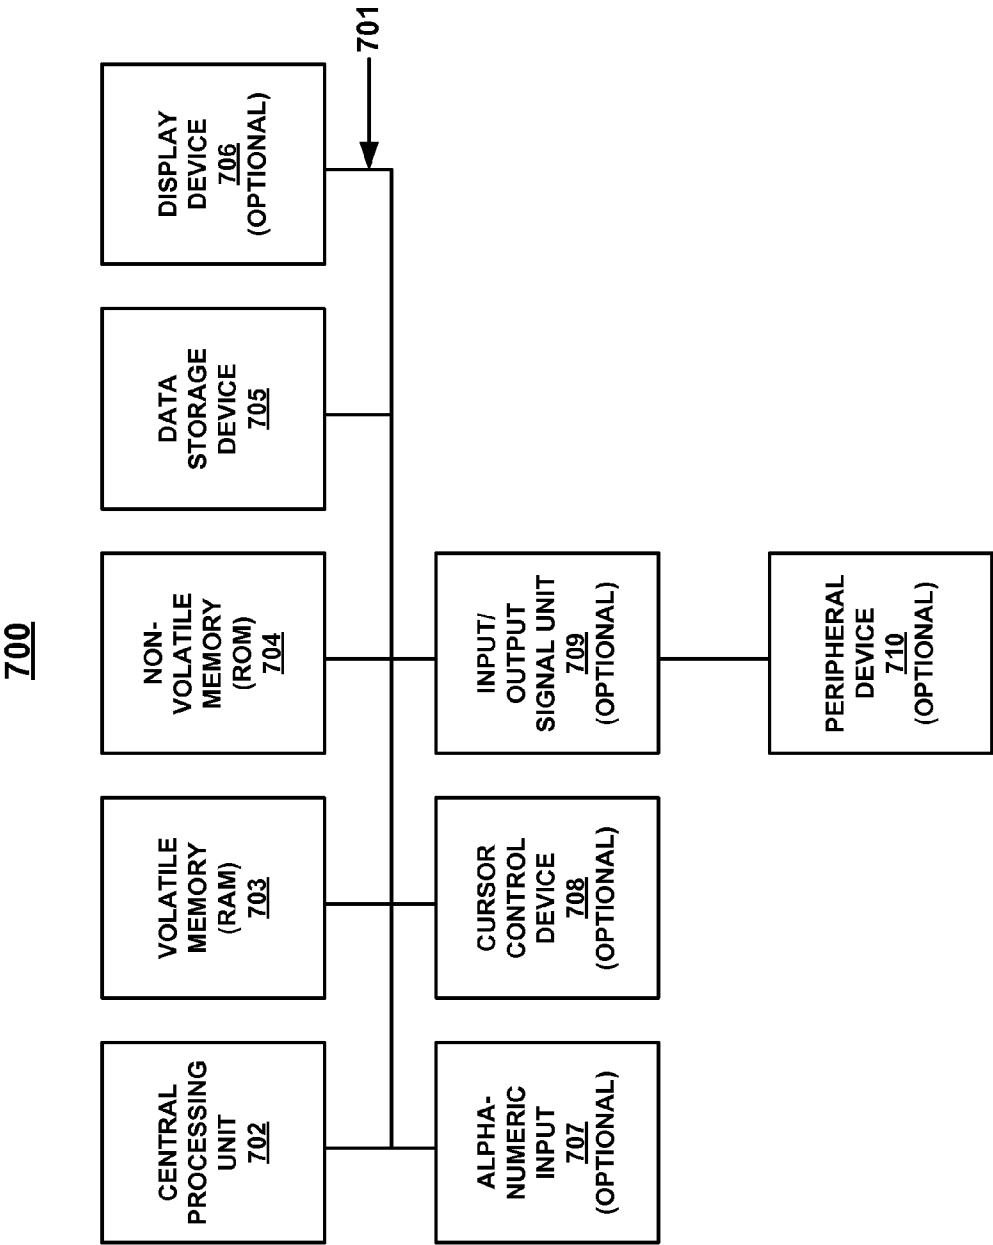 700
CENTRAL
PROCESSING
UNIT
702
VOLATILE
MEMORY
(RAM)
703
NON-
VOLATILE
MEMORY
(ROM)
704
DATA
STORAGE
DEVICE
705
DISPLAY
DEVICE
706
(OPTIONAL)
701
ALPHA-
NUMERIC
INPUT
707
(OPTIONAL)
CURSOR
CONTROL
DEVICE
708
(OPTIONAL)
INPUT/
OUTPUT
SIGNAL UNIT
709
(OPTIONAL)
PERIPHERAL
DEVICE
710
(OPTIONAL)